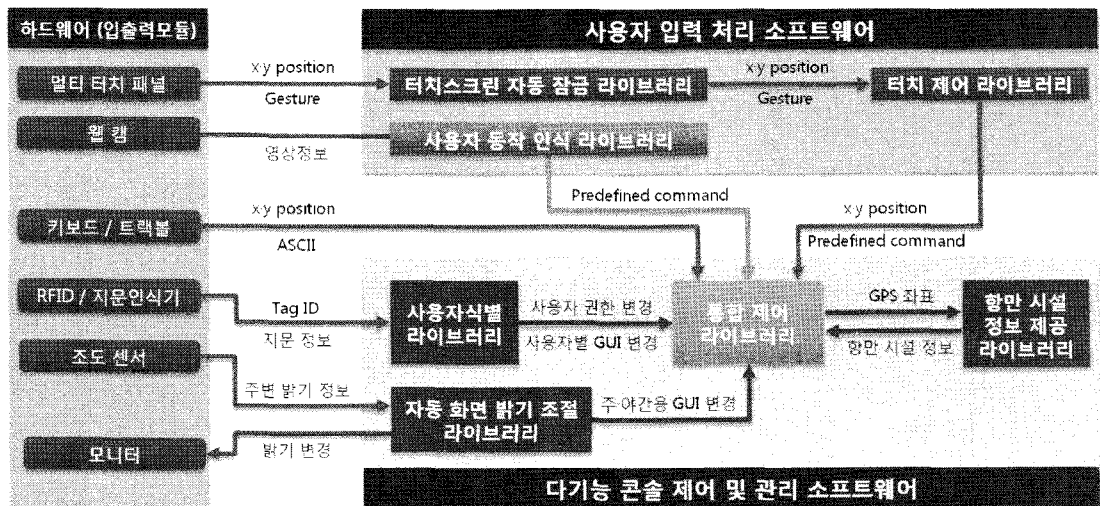 하드웨어 (입출력모듈)
사용자 입력 처리 소프트웨어
멀티 터치 패널
x·y position
Gesture
터치스크린 자동 잠금 라이브러리
x·y position
Gesture
터치 제어 라이브러리
웹 캠
영상정보
사용자 동작 인식 라이브러리
Predefined command
키보드 / 트랙볼
x·y position
ASCII
x·y position
Predefined command
RFID / 지문인식기
Tag ID
지문 정보
사용자식별
라이브러리
사용자 권한 변경
사용자별 GUI 변경
통합 제어
라이브러리
GPS 좌표
항만 시설 정보
항만 시설
정보 제공
라이브러리
조도 센서
주변 밝기 정보
자동 화면 밝기 조절
라이브러리
주·야간용 GUI 변경
모니터
밝기 변경
다기능 콘솔 제어 및 관리 소프트웨어